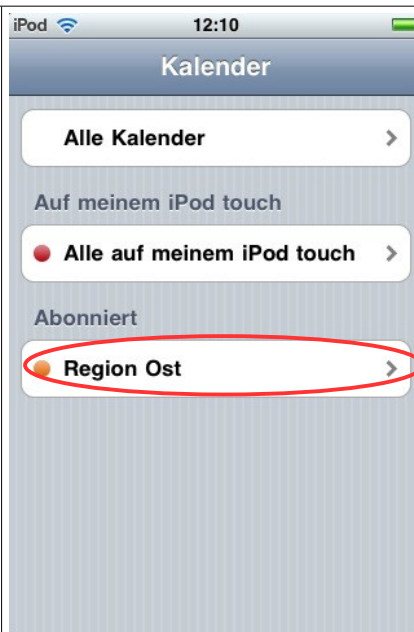 iPod 12:10
Kalender
Alle Kalender
Auf meinem iPod touch
Alle auf meinem iPod touch
Abonniert
Region Ost